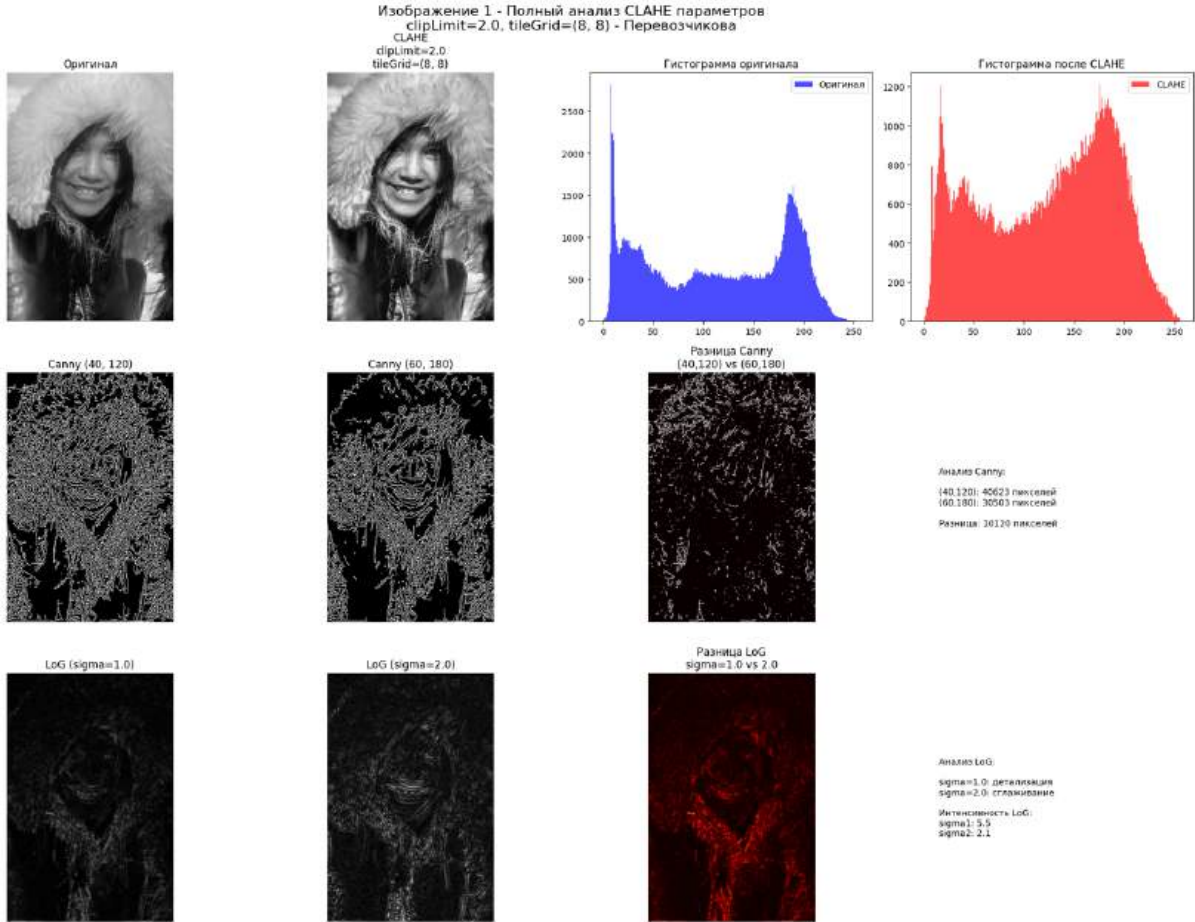 Изображение 1 - Полный анализ CLAHE параметров
clipLimit=2.0, tileGrid=(8, 8) - Перевозчикова
Оригинал
CLAHE
clipLimit=2.0
tileGrid=(8, 8)
Гистограмма оригинала
Оригинал
2500
2000
1500
1000
500
0
0 50 100 150 200 250
Гистограмма после CLAHE
CLAHE
1200
1000
800
600
400
200
0
0 50 100 150 200 250
Canny (40, 120)
Canny (60, 180)
Разница Canny
(40,120) vs (60,180)
Анализ Canny:
(40,120): 40623 пикселей
(60,180): 30503 пикселей
Разница: 10120 пикселей
LoG (sigma=1.0)
LoG (sigma=2.0)
Разница LoG
sigma=1.0 vs 2.0
Анализ LoG:
sigma=1.0: детализация
sigma=2.0: сглаживание
Интенсивность LoG:
sigma1: 5.5
sigma2: 2.1